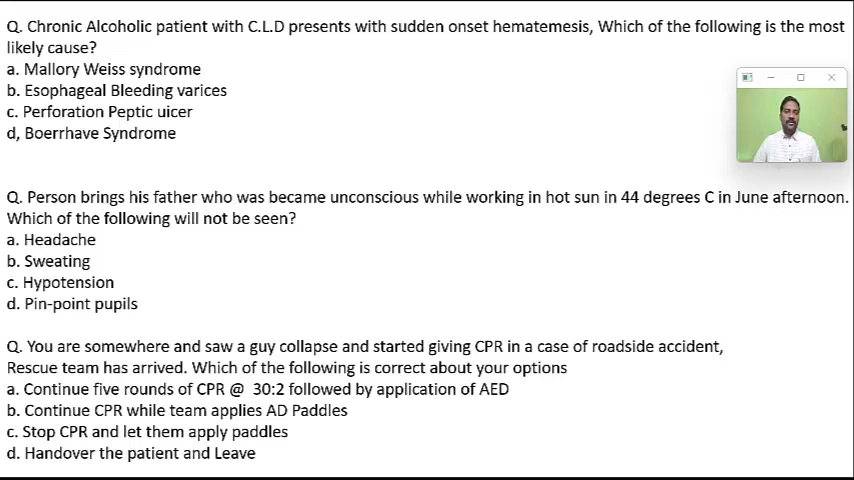 Q. Chronic Alcoholic patient with C.L.D presents with sudden onset hematemesis, Which of the following is the most
likely cause?
a. Mallory Weiss syndrome
b. Esophageal Bleeding varices
c. Perforation Peptic uicer
d, Boerrhave Syndrome
Q. Person brings his father who was became unconscious while working in hot sun in 44 degrees C in June afternoon.
Which of the following will not be seen?
a. Headache
b. Sweating
c. Hypotension
d. Pin-point pupils
Q. You are somewhere and saw a guy collapse and started giving CPR in a case of roadside accident,
Rescue team has arrived. Which of the following is correct about your options
a. Continue five rounds of CPR @ 30:2 followed by application of AED
b. Continue CPR while team applies AD Paddles
c. Stop CPR and let them apply paddles
d. Handover the patient and Leave